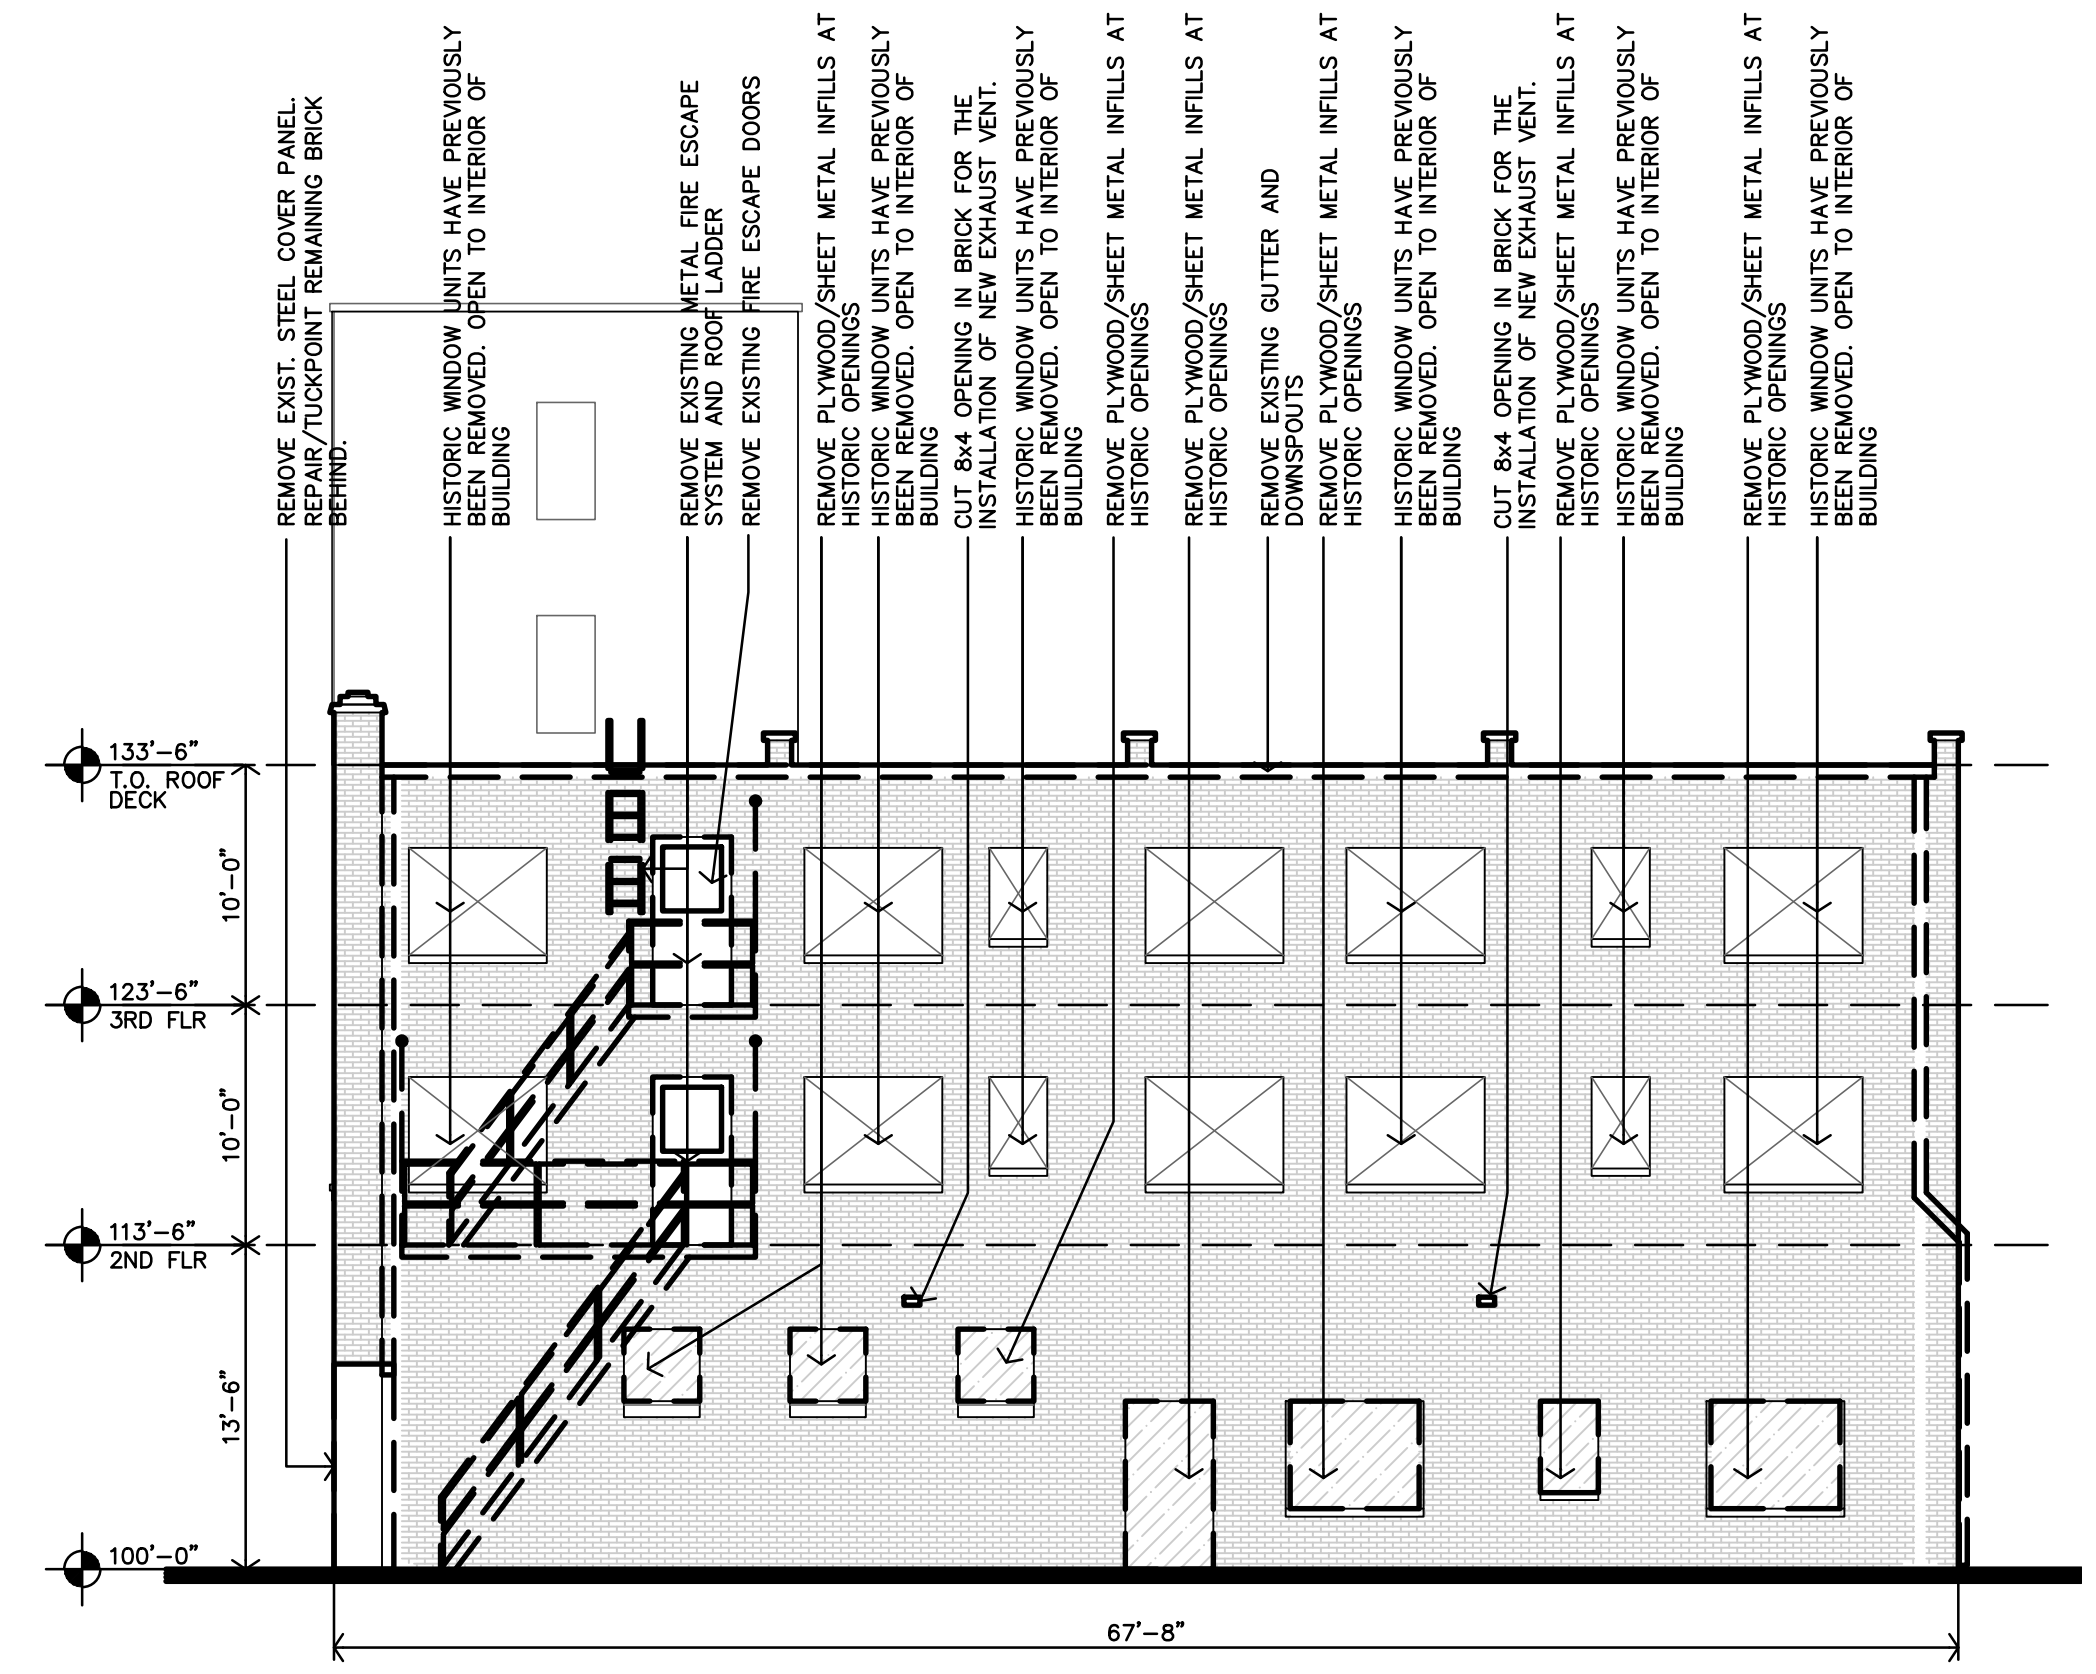 REMOVE EXIST. STEEL COVER PANEL.
REPAIR/TUCKPOINT REMAINING BRICK
BEHIND.
HISTORIC WINDOW UNITS HAVE PREVIOUSLY
BEEN REMOVED. OPEN TO INTERIOR OF
BUILDING
REMOVE EXISTING METAL FIRE ESCAPE
SYSTEM AND ROOF LADDER
REMOVE EXISTING FIRE ESCAPE DOORS
REMOVE PLYWOOD/SHEET METAL INFILLS AT
HISTORIC OPENINGS
HISTORIC WINDOW UNITS HAVE PREVIOUSLY
BEEN REMOVED. OPEN TO INTERIOR OF
BUILDING
CUT 8x4 OPENING IN BRICK FOR THE
INSTALLATION OF NEW EXHAUST VENT.
HISTORIC WINDOW UNITS HAVE PREVIOUSLY
BEEN REMOVED. OPEN TO INTERIOR OF
BUILDING
REMOVE PLYWOOD/SHEET METAL INFILLS AT
HISTORIC OPENINGS
REMOVE PLYWOOD/SHEET METAL INFILLS AT
HISTORIC OPENINGS
REMOVE EXISTING GUTTER AND
DOWNSPOUTS
REMOVE PLYWOOD/SHEET METAL INFILLS AT
HISTORIC OPENINGS
HISTORIC WINDOW UNITS HAVE PREVIOUSLY
BEEN REMOVED. OPEN TO INTERIOR OF
BUILDING
CUT 8x4 OPENING IN BRICK FOR THE
INSTALLATION OF NEW EXHAUST VENT.
REMOVE PLYWOOD/SHEET METAL INFILLS AT
HISTORIC OPENINGS
HISTORIC WINDOW UNITS HAVE PREVIOUSLY
BEEN REMOVED. OPEN TO INTERIOR OF
BUILDING
REMOVE PLYWOOD/SHEET METAL INFILLS AT
HISTORIC OPENINGS
HISTORIC WINDOW UNITS HAVE PREVIOUSLY
BEEN REMOVED. OPEN TO INTERIOR OF
BUILDING
133'-6"
T.O. ROOF
DECK
10'-0"
123'-6"
3RD FLR
10'-0"
113'-6"
2ND FLR
13'-6"
100'-0"
67'-8"